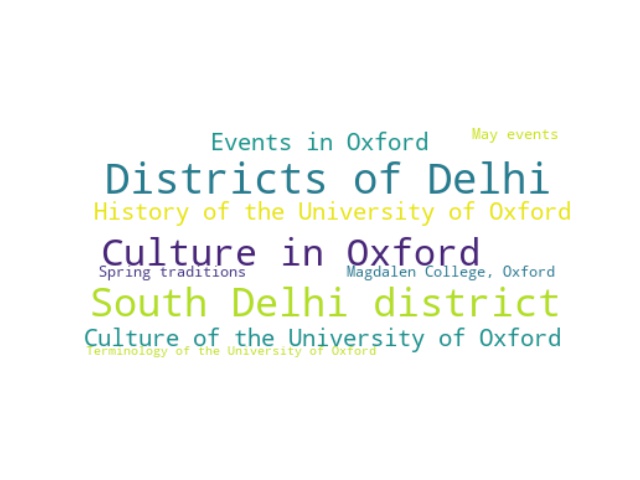 May events
Events in Oxford
Districts of Delhi
History of the University of Oxford
Culture in Oxford
Spring traditions
Magdalen College, Oxford
South Delhi district
Culture of the University of Oxford
Terminology of the University of Oxford